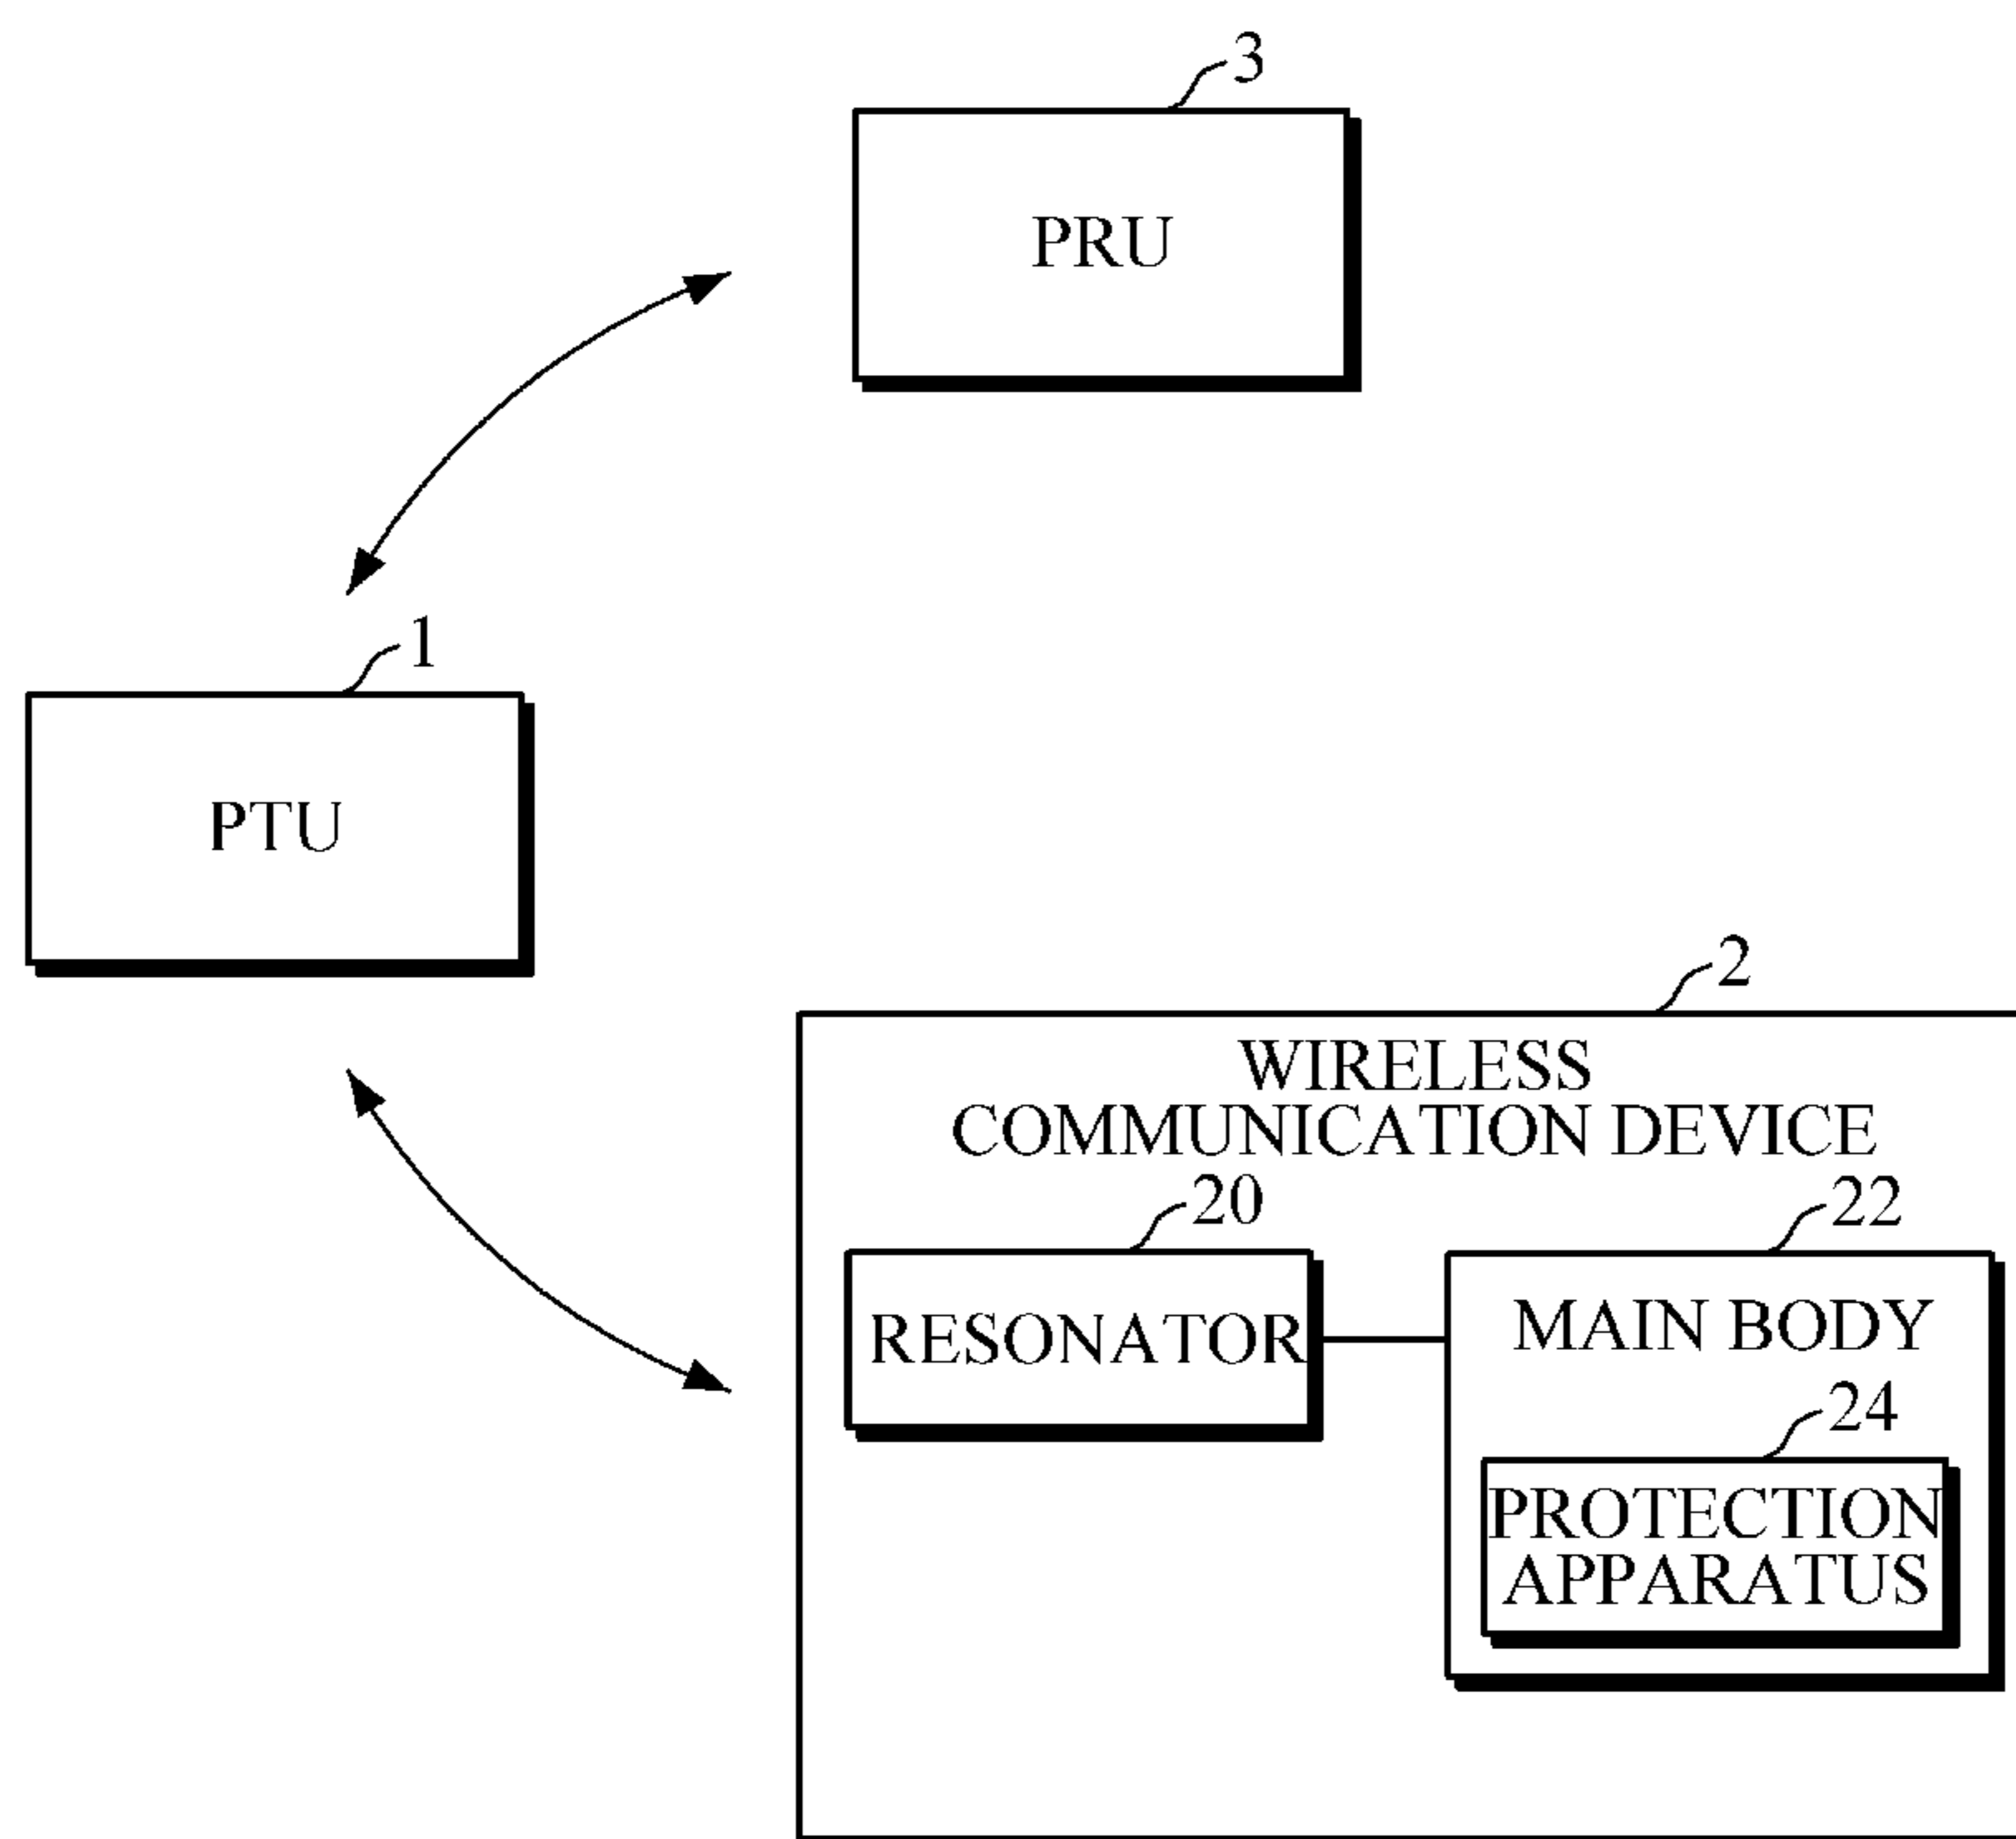 3
PRU
1
PTU
2
WIRELESS
COMMUNICATION DEVICE
20
22
RESONATOR
MAIN BODY
24
PROTECTION
APPARATUS